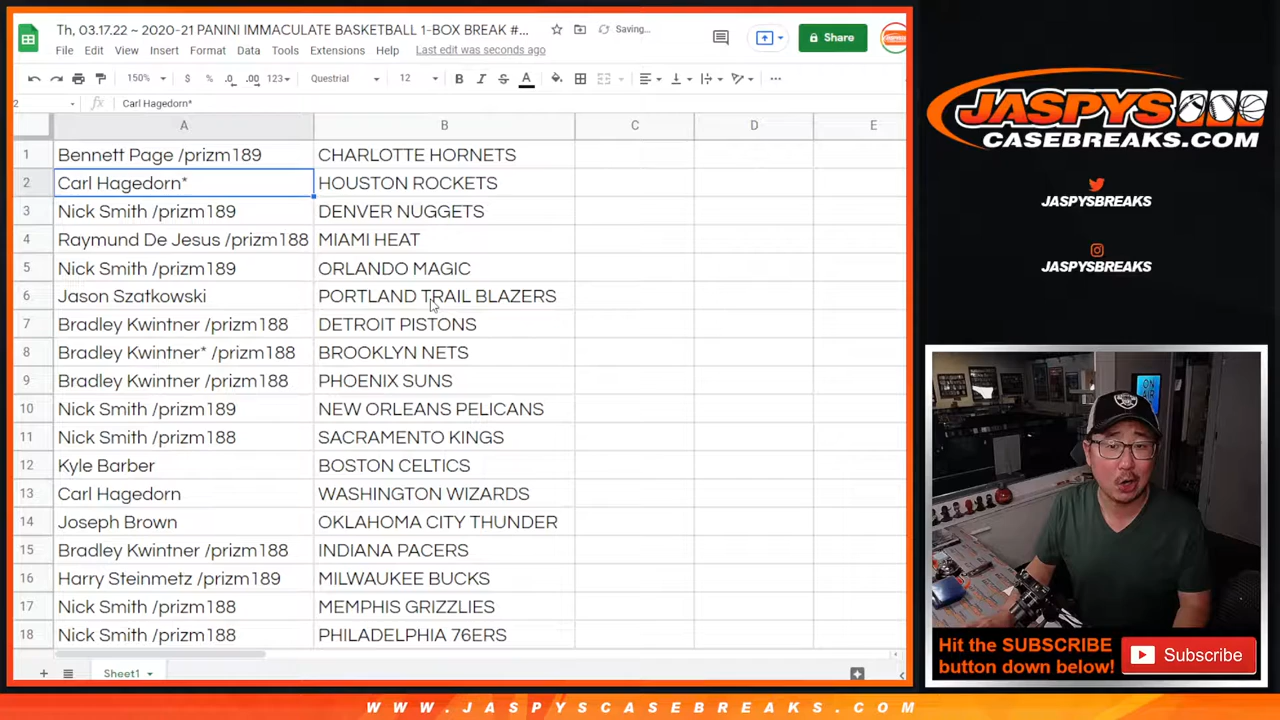 Th, 03.17.22 ~ 2020-21 PANINI IMMACULATE BASKETBALL 1-BOX BREAK #...
Saving...
File Edit View Insert Format Data Tools Extensions Help Last edit was seconds ago
Share
150% $ % .0 .00 123 Questrial 12 B I S A
2 fx Carl Hagedorn*
A B C D E
1 Bennett Page /prizm189 CHARLOTTE HORNETS
2 Carl Hagedorn* HOUSTON ROCKETS
3 Nick Smith /prizm189 DENVER NUGGETS
4 Raymund De Jesus /prizm188 MIAMI HEAT
5 Nick Smith /prizm189 ORLANDO MAGIC
6 Jason Szatkowski PORTLAND TRAIL BLAZERS
7 Bradley Kwintner /prizm188 DETROIT PISTONS
8 Bradley Kwintner* /prizm188 BROOKLYN NETS
9 Bradley Kwintner /prizm188 PHOENIX SUNS
10 Nick Smith /prizm189 NEW ORLEANS PELICANS
11 Nick Smith /prizm188 SACRAMENTO KINGS
12 Kyle Barber BOSTON CELTICS
13 Carl Hagedorn WASHINGTON WIZARDS
14 Joseph Brown OKLAHOMA CITY THUNDER
15 Bradley Kwintner /prizm188 INDIANA PACERS
16 Harry Steinmetz /prizm189 MILWAUKEE BUCKS
17 Nick Smith /prizm188 MEMPHIS GRIZZLIES
18 Nick Smith /prizm188 PHILADELPHIA 76ERS
Sheet1
JASPYS
CASEBREAKS.COM
JASPYSBREAKS
JASPYSBREAKS
ON AIR
Hit the SUBSCRIBE
button down below!
Subscribe
WWW.JASPYSCASEBREAKS.COM